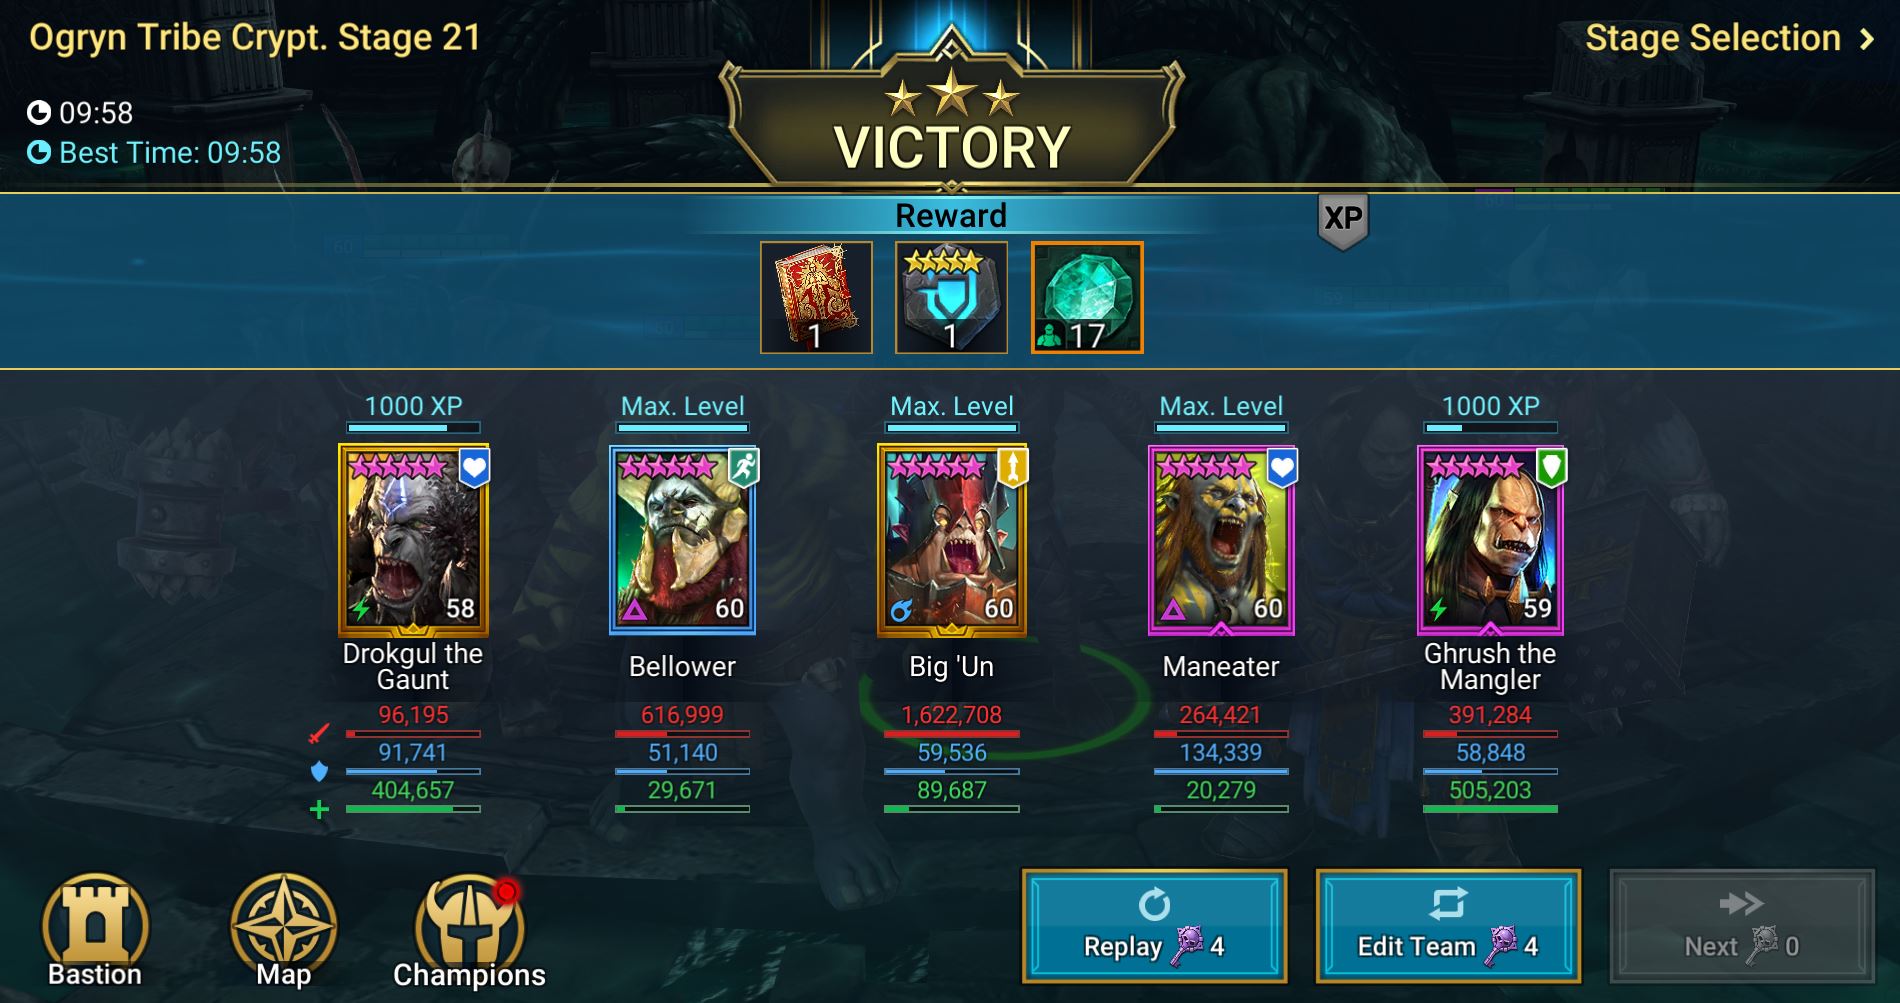 Ogryn Tribe Crypt. Stage 21
Stage Selection
09:58
Best Time: 09:58
VICTORY
Reward
XP
1
1
17
1000 XP
Max. Level
Max. Level
Max. Level
1000 XP
58
60
60
60
59
Drokgul the
Gaunt
Bellower
Big 'Un
Maneater
Ghrush the
Mangler
96,195
616,999
1,622,708
264,421
391,284
91,741
51,140
59,536
134,339
58,848
404,657
29,671
89,687
20,279
505,203
Bastion
Map
Champions
Replay 4
Edit Team 4
Next 0